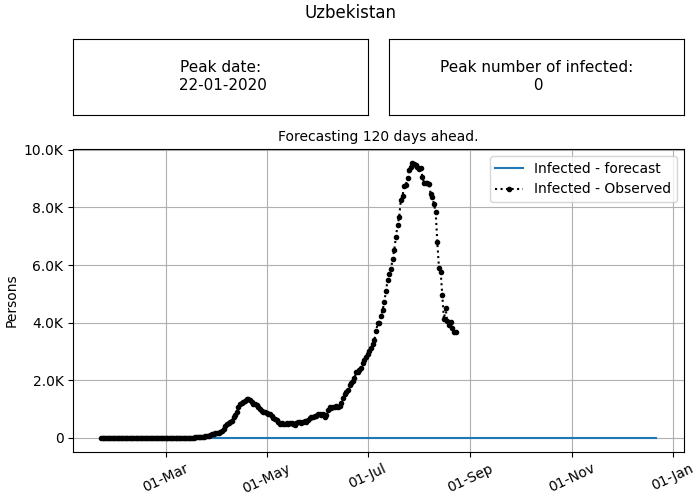 Uzbekistan
Peak date:
22-01-2020
Peak number of infected:
0
Forecasting 120 days ahead.
Infected - forecast
Infected - Observed
Persons
10.0K
8.0K
6.0K
4.0K
2.0K
0
01-Mar
01-May
01-Jul
01-Sep
01-Nov
01-Jan